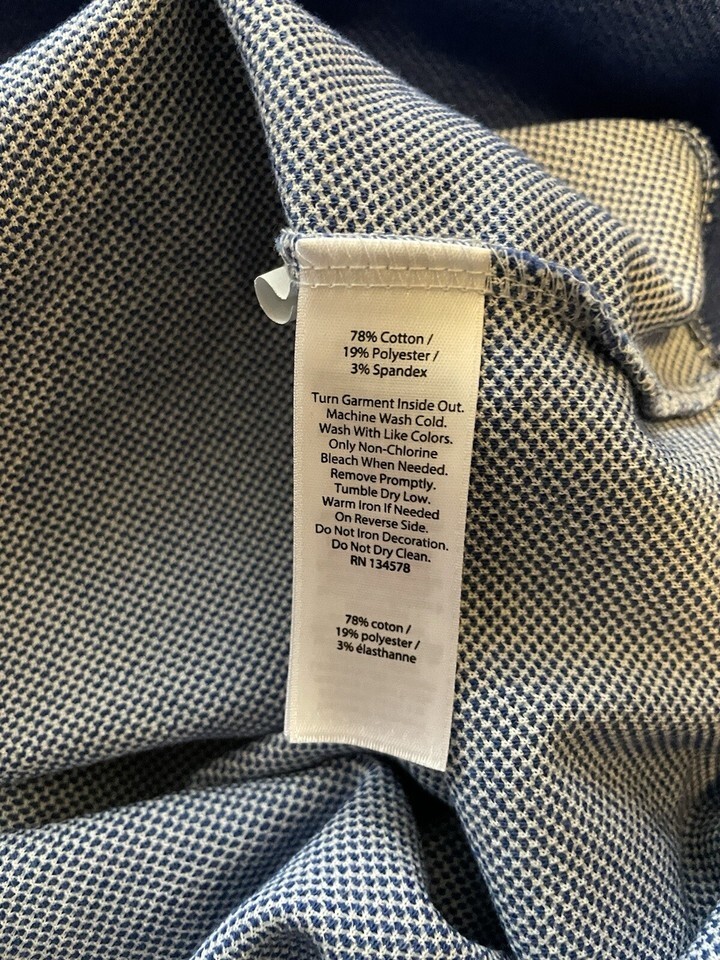 78% Cotton /
19% Polyester /
3% Spandex
Turn Garment Inside Out.
Machine Wash Cold.
Wash With Like Colors.
Only Non-Chlorine
Bleach When Needed.
Remove Promptly.
Tumble Dry Low.
Warm Iron If Needed
On Reverse Side.
Do Not Iron Decoration.
Do Not Dry Clean.
RN 134578
78% coton /
19% polyester /
3% élasthanne